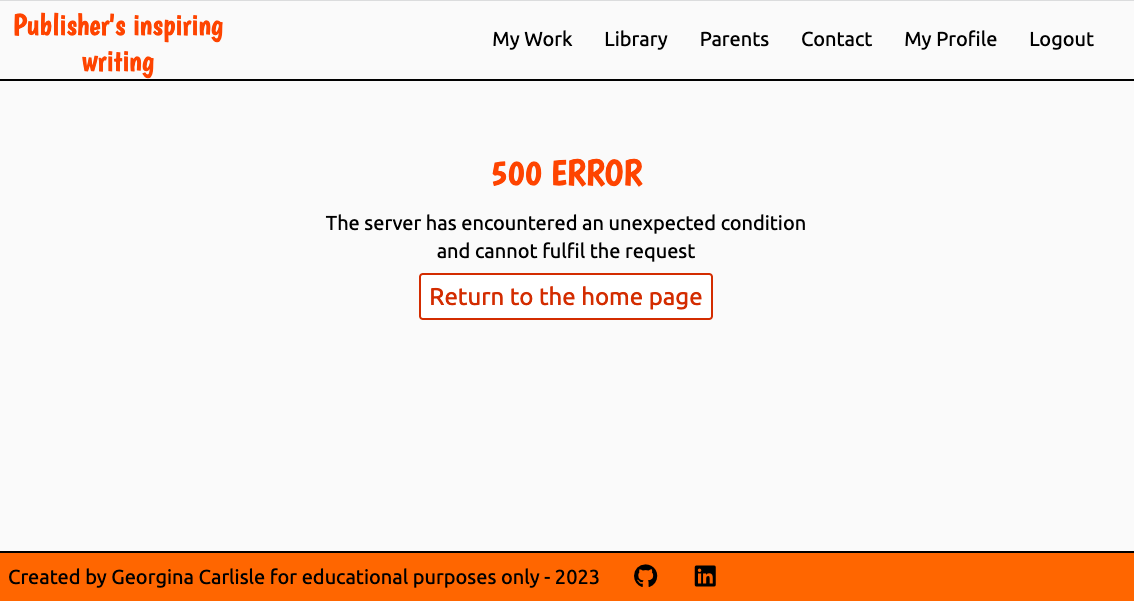 Publisher's inspiring
writing
My Work Library Parents Contact My Profile Logout
500 ERROR
The server has encountered an unexpected condition
and cannot fulfil the request
Return to the home page
Created by Georgina Carlisle for educational purposes only - 2023
in